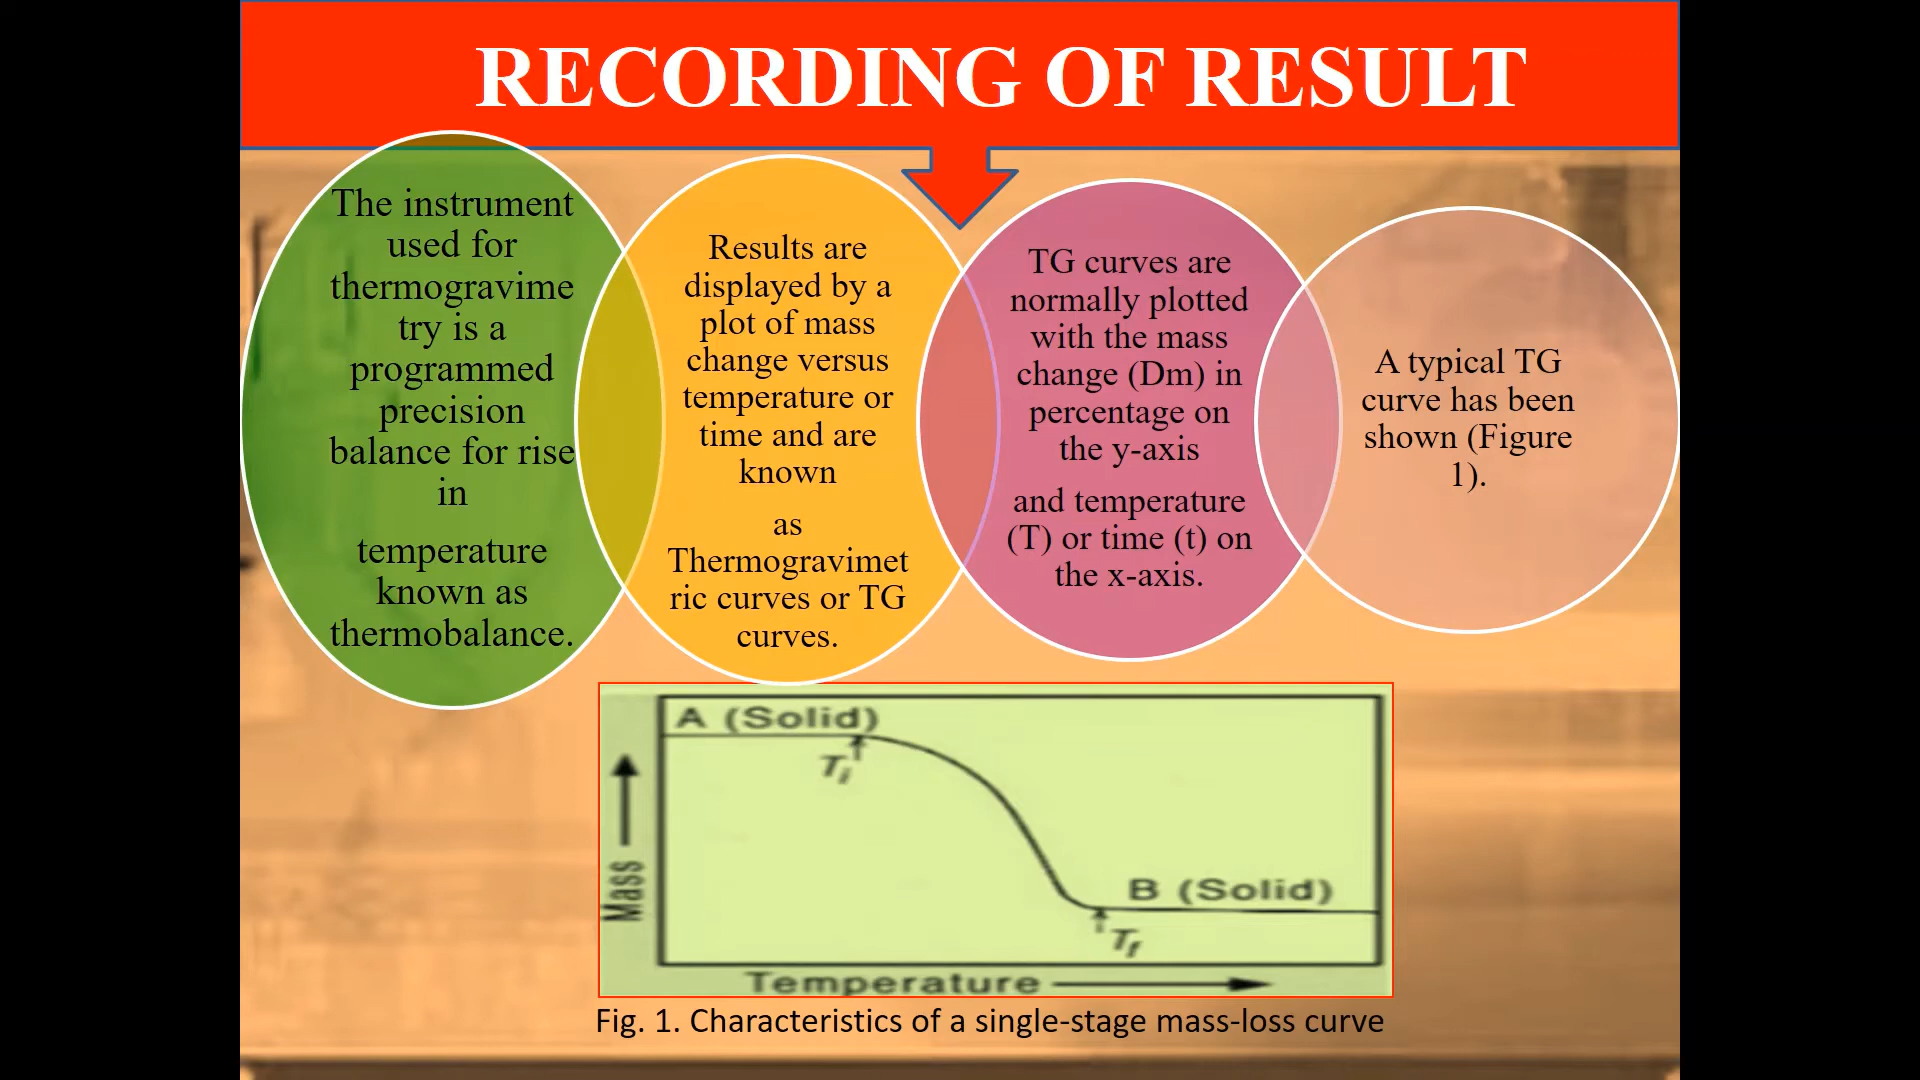 RECORDING OF RESULT
The instrument
used for
thermogravime
try is a
programmed
precision
balance for rise
in
temperature
known as
thermobalance.
Results are
displayed by a
plot of mass
change versus
temperature or
time and are
known
as
Thermogravimet
ric curves or TG
curves.
TG curves are
normally plotted
with the mass
change (Dm) in
percentage on
the y-axis
and temperature
(T) or time (t) on
the x-axis.
A typical TG
curve has been
shown (Figure
1).
A (Solid)
Ti
Mass
B (Solid)
Tf
Temperature
Fig. 1. Characteristics of a single-stage mass-loss curve